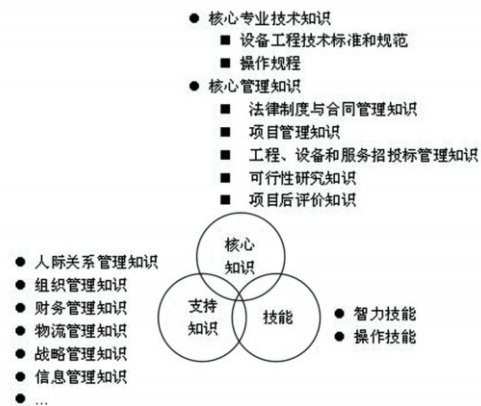 ● 核心专业技术知识
■ 设备工程技术标准和规范
■ 操作规程
● 核心管理知识
■ 法律制度与合同管理知识
■ 项目管理知识
■ 工程、设备和服务招投标管理知识
■ 可行性研究知识
■ 项目后评价知识
核心
知识
支持
知识
技能
● 人际关系管理知识
● 组织管理知识
● 财务管理知识
● 物流管理知识
● 战略管理知识
● 信息管理知识
● ...
● 智力技能
● 操作技能